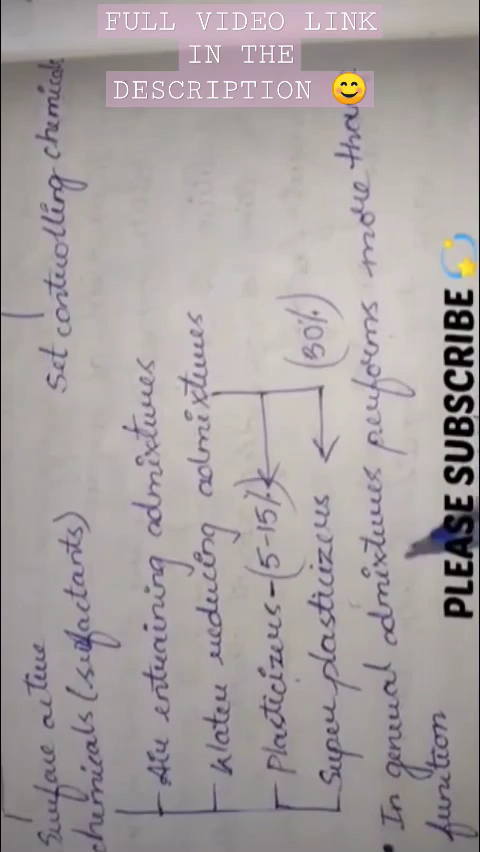 FULL VIDEO LINK
IN THE
DESCRIPTION 😊
Surface active
chemicals (surfactants)
Set controlling chemicals
Air entraining admixtures
Water reducing admixtures
Plasticizers - (5-15%)
Super plasticizers (30%)
• In general admixtures performs more than
function
PLEASE SUBSCRIBE 💫